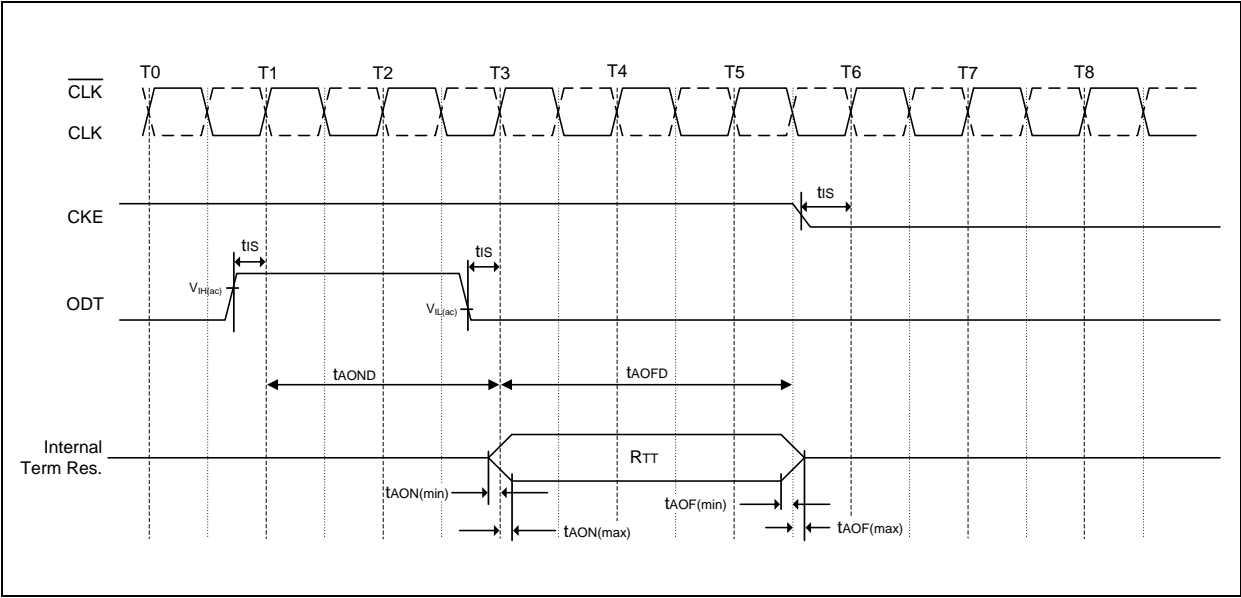 T0 T1 T2 T3 T4 T5 T6 T7 T8
CLK
CLK
tIS
CKE
tIS
tIS
VIH(ac)
ODT
VIL(ac)
tAOND
tAOFD
Internal
Term Res.
RTT
tAON(min)
tAOF(min)
tAON(max)
tAOF(max)